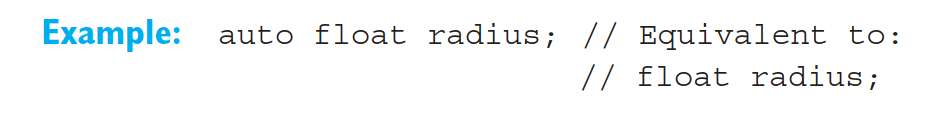 Example: auto float radius; // Equivalent to:
// float radius;